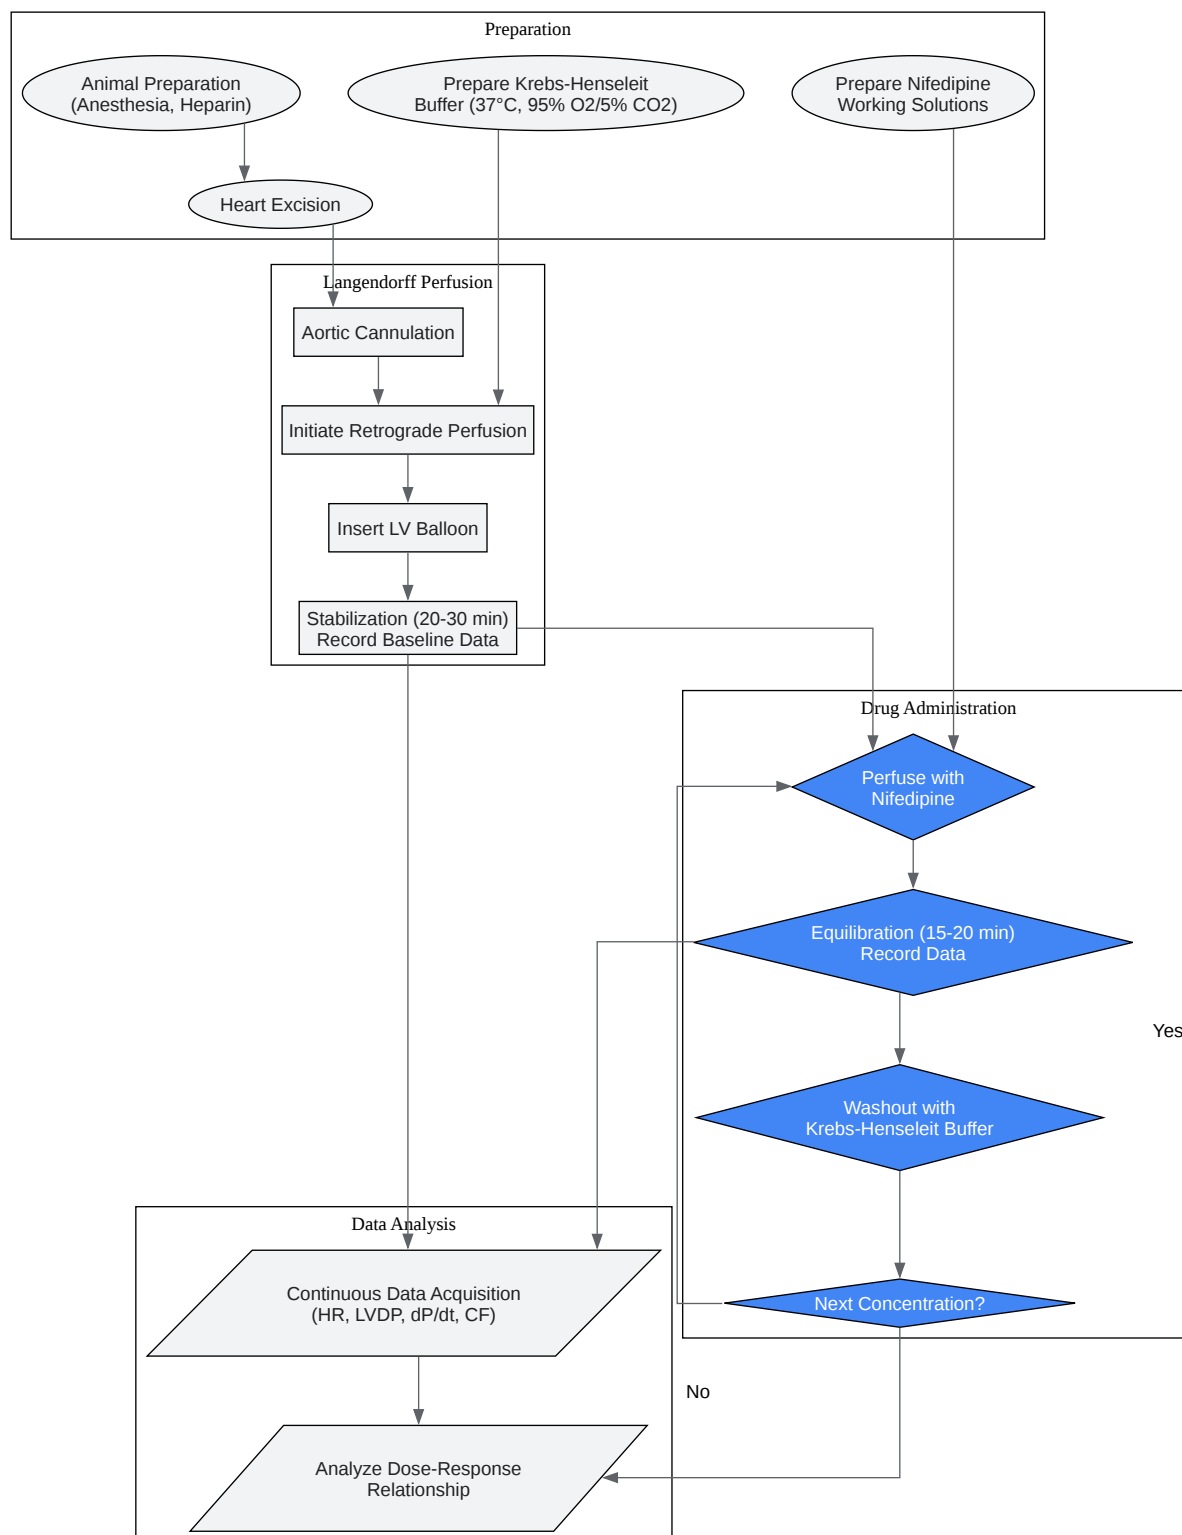 Preparation
Animal Preparation
(Anesthesia, Heparin)
Prepare Krebs-Henseleit
Buffer (37°C, 95% O2/5% CO2)
Prepare Nifedipine
Working Solutions
Heart Excision
Langendorff Perfusion
Aortic Cannulation
Initiate Retrograde Perfusion
Insert LV Balloon
Stabilization (20-30 min)
Record Baseline Data
Drug Administration
Perfuse with
Nifedipine
Equilibration (15-20 min)
Record Data
Yes
Washout with
Krebs-Henseleit Buffer
Next Concentration?
Data Analysis
Continuous Data Acquisition
(HR, LVDP, dP/dt, CF)
No
Analyze Dose-Response
Relationship